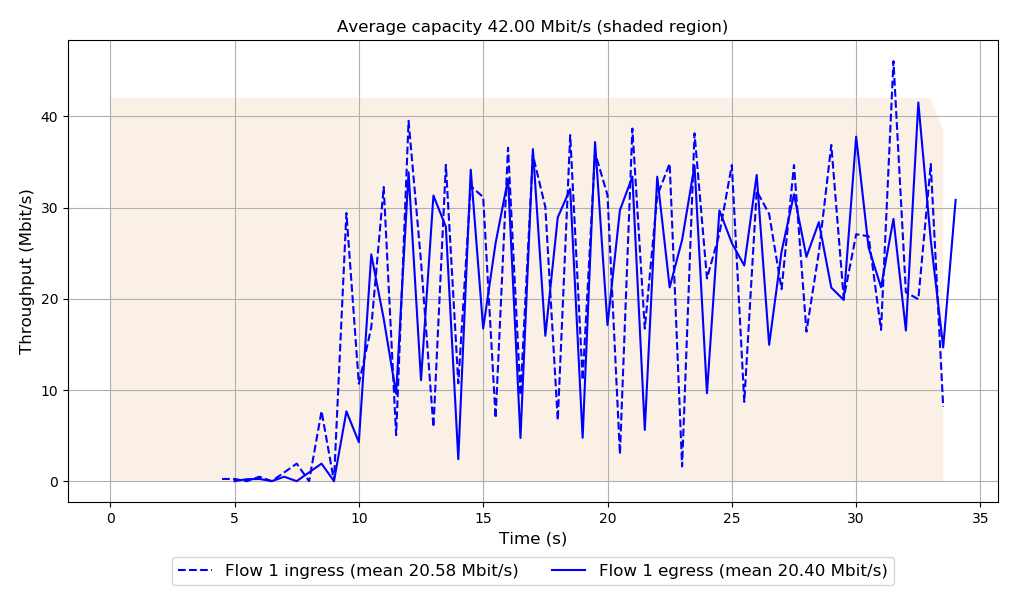 Average capacity 42.00 Mbit/s (shaded region)
Throughput (Mbit/s)
40
30
20
10
0
0 5 10 15 20 25 30 35
Time (s)
Flow 1 ingress (mean 20.58 Mbit/s) Flow 1 egress (mean 20.40 Mbit/s)